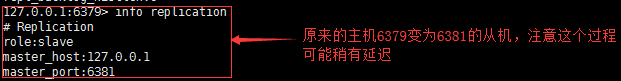 127.0.0.1:6379> info replication
# Replication
role:slave
master_host:127.0.0.1
master_port:6381
原来的主机6379变为6381的从机，注意这个过程
可能稍有延迟